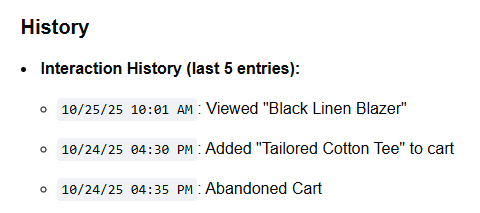 History
Interaction History (last 5 entries):
10/25/25 10:01 AM: Viewed "Black Linen Blazer"
10/24/25 04:30 PM: Added "Tailored Cotton Tee" to cart
10/24/25 04:35 PM: Abandoned Cart